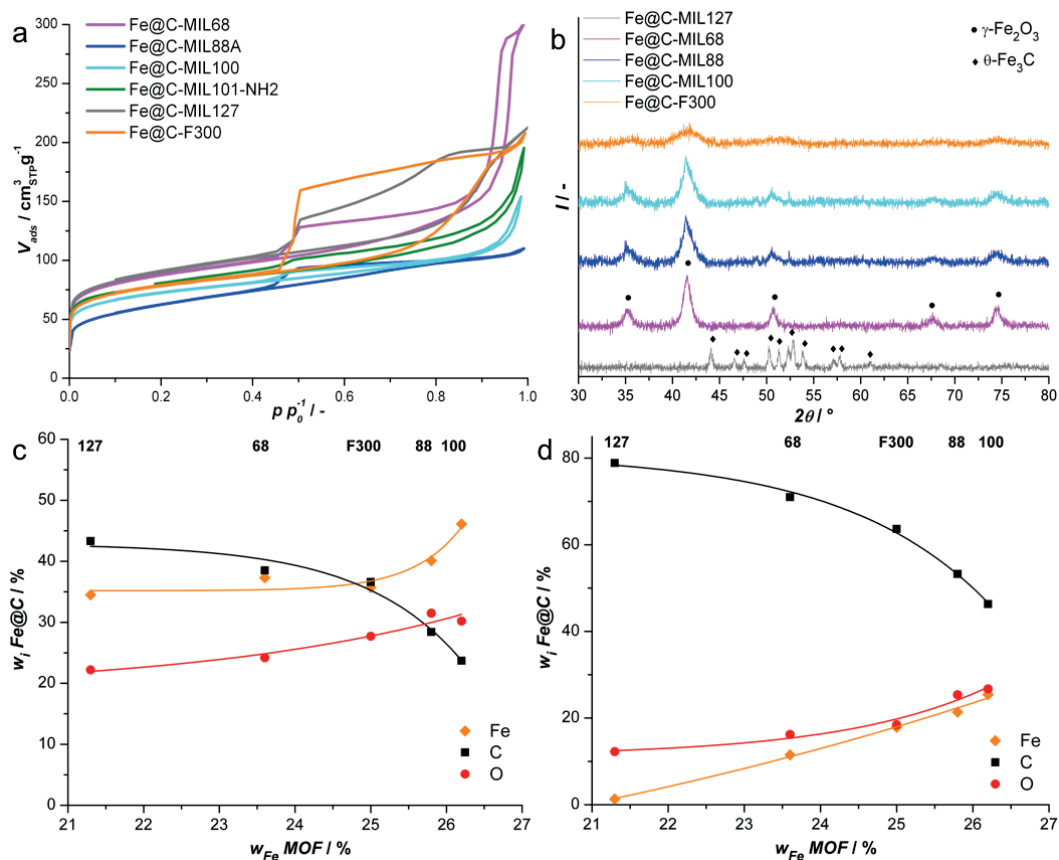 a
Fe@C-MIL68
Fe@C-MIL88A
Fe@C-MIL100
Fe@C-MIL101-NH2
Fe@C-MIL127
Fe@C-F300
V_ads / cm³_STP g⁻¹
300
250
200
150
100
50
0
0.0 0.2 0.4 0.6 0.8 1.0
p p₀⁻¹ / -
b
Fe@C-MIL127
Fe@C-MIL68
Fe@C-MIL88
Fe@C-MIL100
Fe@C-F300
● γ-Fe₂O₃
♦ θ-Fe₃C
I / -
30 35 40 45 50 55 60 65 70 75 80
2θ / °
c
127 68 F300 88 100
w_i Fe@C / %
60
50
40
30
20
10
0
Fe
C
O
21 22 23 24 25 26 27
w_Fe MOF / %
d
127 68 F300 88 100
w_i Fe@C / %
80
60
40
20
0
Fe
C
O
21 22 23 24 25 26 27
w_Fe MOF / %